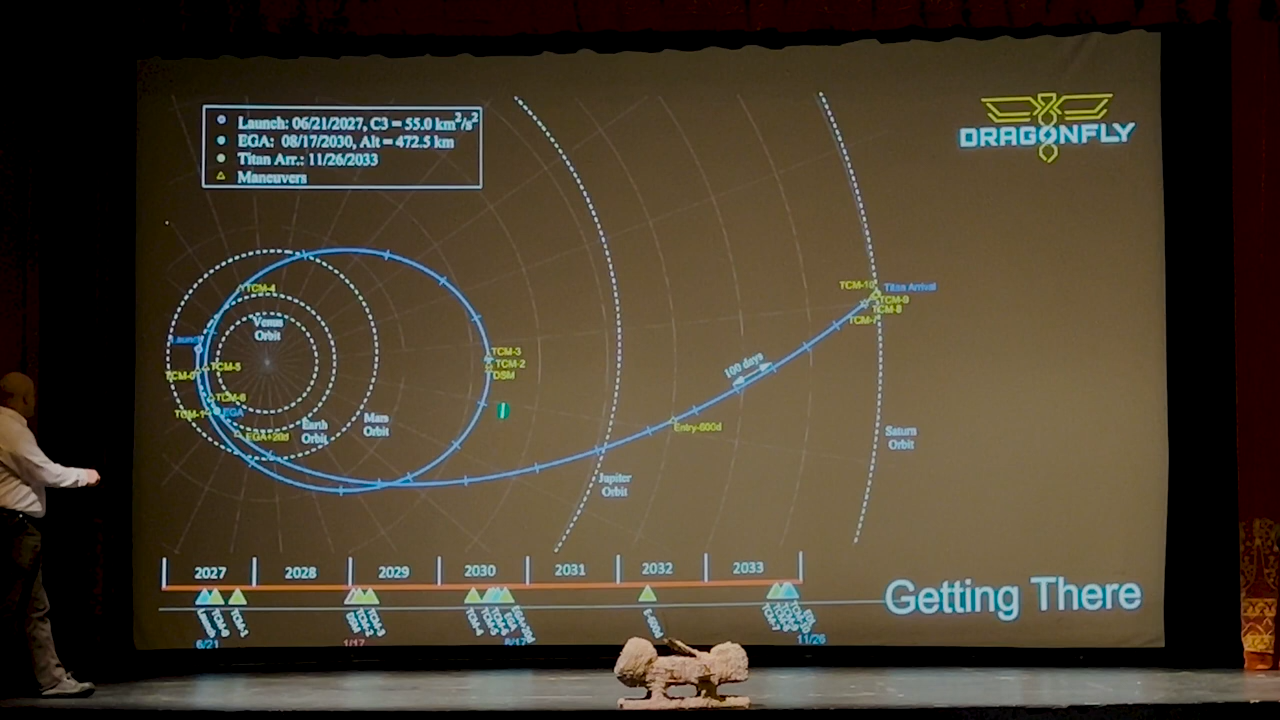 Launch: 06/21/2027, C3 = 55.0 km²/s²
EGA: 08/17/2030, Alt = 472.5 km
Titan Arr.: 11/26/2033
Maneuvers
DRAGONFLY
TCM-4
Venus
Orbit
Launch
TCM-5
TCM-0
TCM-6
TCM-1
EGA
EGA+20d
Earth
Orbit
Mars
Orbit
TCM-3
TCM-2
DSM
100 days
Entry-600d
Jupiter
Orbit
TCM-10
Titan Arrival
TCM-9
TCM-8
TCM-7
Saturn
Orbit
2027 2028 2029 2030 2031 2032 2033
Getting There
6/21 1/17 8/17 11/26